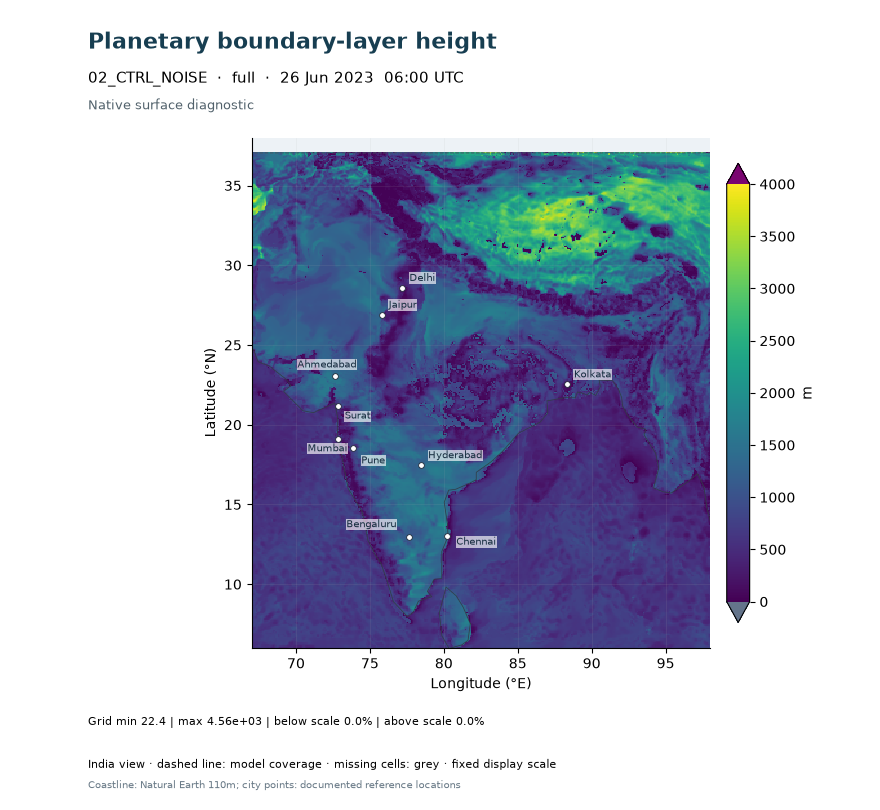 Planetary boundary-layer height
02_CTRL_NOISE · full · 26 Jun 2023 06:00 UTC
Native surface diagnostic
35
30
25
20
15
10
Latitude (°N)
70
75
80
85
90
95
Longitude (°E)
Delhi
Jaipur
Ahmedabad
Kolkata
Surat
Mumbai
Pune
Hyderabad
Bengaluru
Chennai
4000
3500
3000
2500
2000
1500
1000
500
0
m
Grid min 22.4 | max 4.56e+03 | below scale 0.0% | above scale 0.0%
India view · dashed line: model coverage · missing cells: grey · fixed display scale
Coastline: Natural Earth 110m; city points: documented reference locations